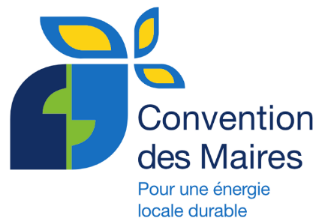 Convention
des Maires
Pour une énergie
locale durable